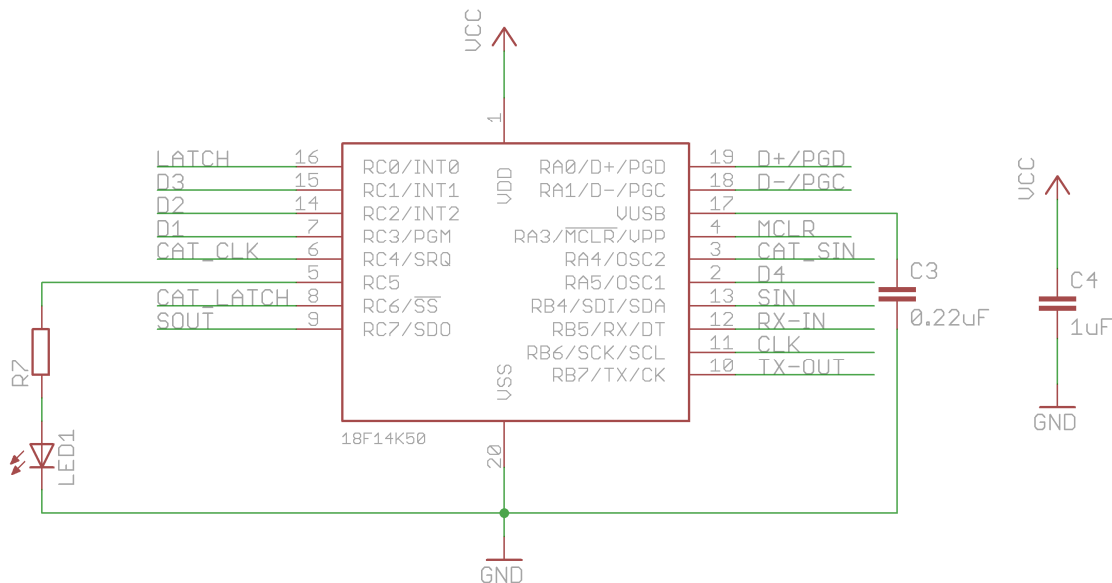 VCC
1
LATCH 16 RC0/INT0 VDD RA0/D+/PGD 19 D+/PGD
D3 15 RC1/INT1 RA1/D-/PGC 18 D-/PGC
D2 14 RC2/INT2 VUSB 17
D1 7 RC3/PGM RA3/MCLR/VPP 4 MCLR
CAT_CLK 6 RC4/SRQ RA4/OSC2 3 CAT_SIN
5 RC5 RA5/OSC1 2 D4
CAT_LATCH 8 RC6/SS RB4/SDI/SDA 13 SIN
SOUT 9 RC7/SDO RB5/RX/DT 12 RX-IN
RB6/SCK/SCL 11 CLK
VSS RB7/TX/CK 10 TX-OUT
18F14K50
20
GND
R7
LED1
C3
0.22uF
VCC
C4
1uF
GND